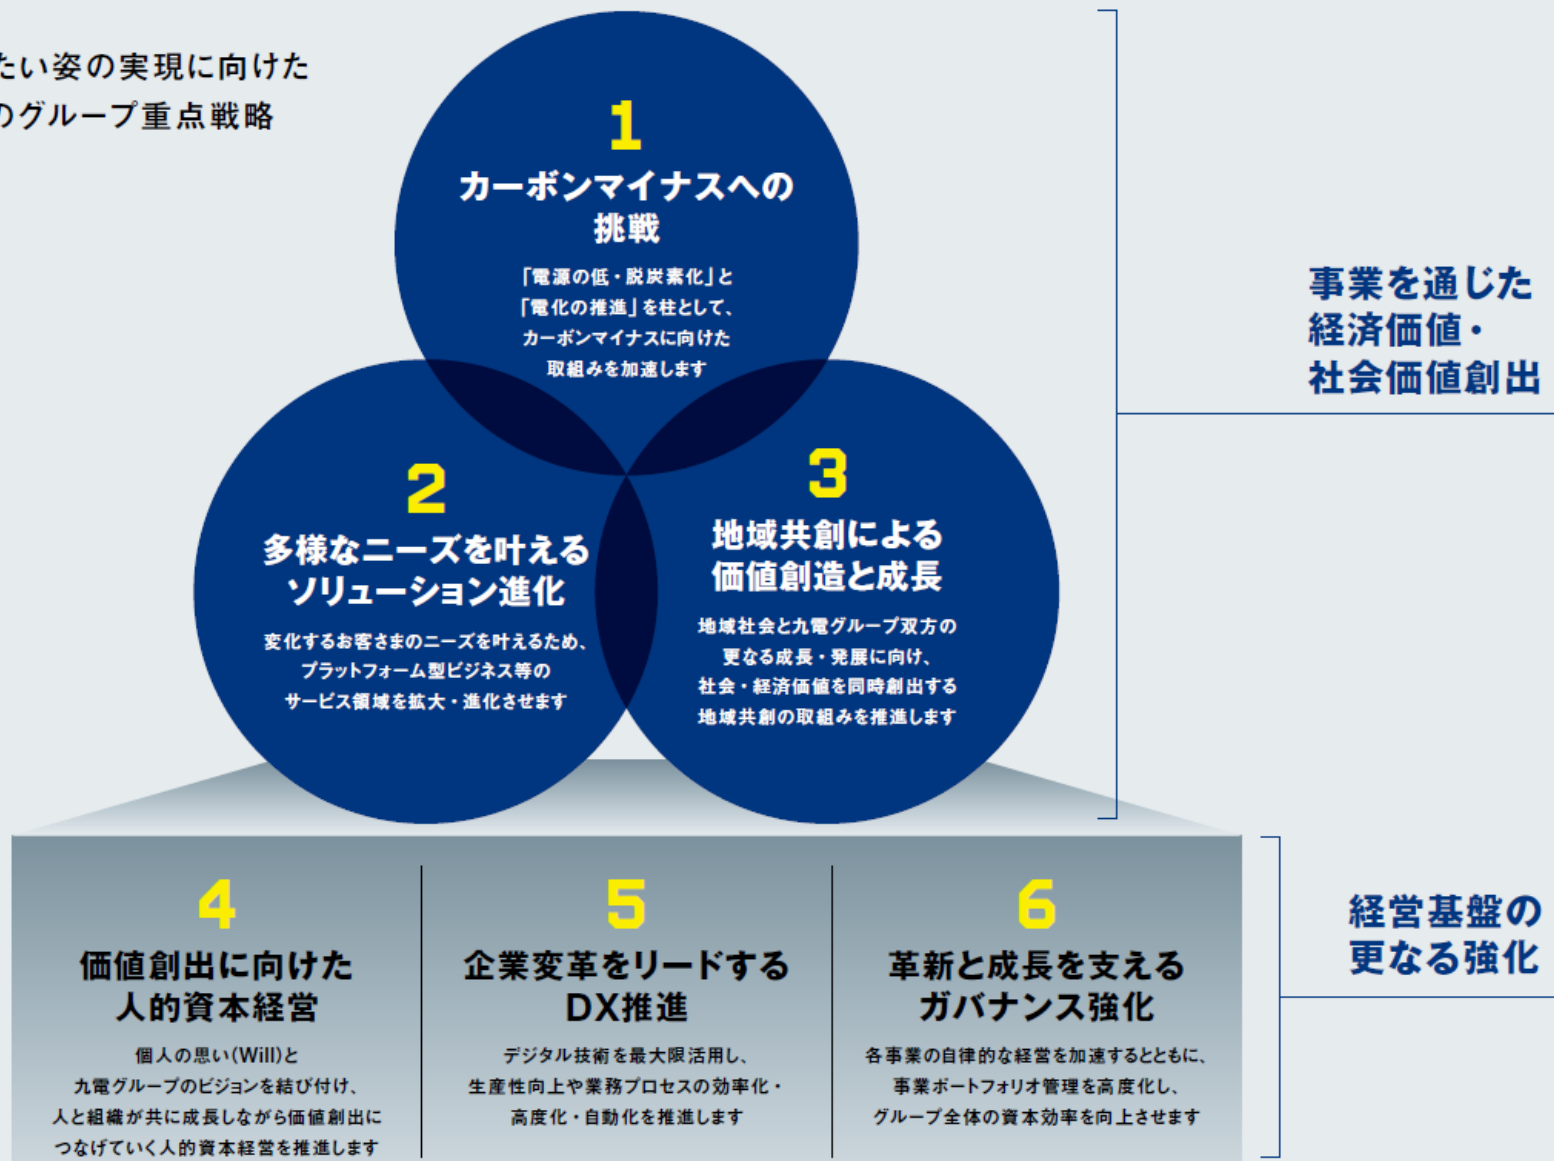 たい姿の実現に向けた
のグループ重点戦略
1
カーボンマイナスへの
挑戦
「電源の低・脱炭素化」と
「電化の推進」を柱として、
カーボンマイナスに向けた
取組みを加速します
2
多様なニーズを叶える
ソリューション進化
変化するお客さまのニーズを叶えるため、
プラットフォーム型ビジネス等の
サービス領域を拡大・進化させます
3
地域共創による
価値創造と成長
地域社会と九電グループ双方の
更なる成長・発展に向け、
社会・経済価値を同時創出する
地域共創の取組みを推進します
事業を通じた
経済価値・
社会価値創出
4
価値創出に向けた
人的資本経営
個人の思い(Will)と
九電グループのビジョンを結び付け、
人と組織が共に成長しながら価値創出に
つなげていく人的資本経営を推進します
5
企業変革をリードする
DX推進
デジタル技術を最大限活用し、
生産性向上や業務プロセスの効率化・
高度化・自動化を推進します
6
革新と成長を支える
ガバナンス強化
各事業の自律的な経営を加速するとともに、
事業ポートフォリオ管理を高度化し、
グループ全体の資本効率を向上させます
経営基盤の
更なる強化